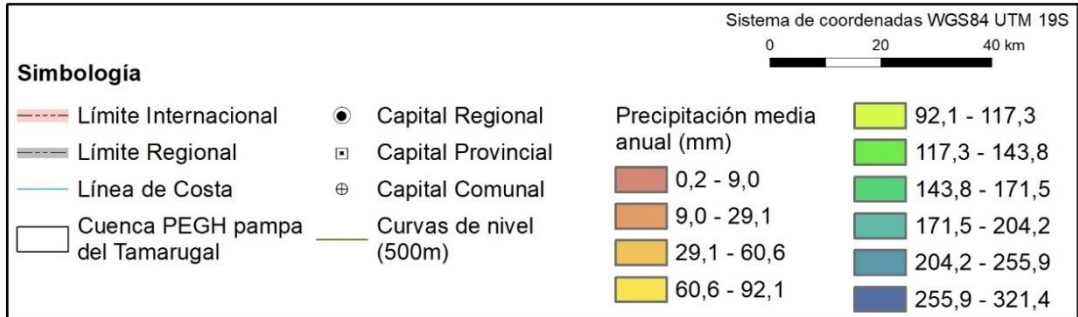 Sistema de coordenadas WGS84 UTM 19S
0 20 40 km
Simbología
Límite Internacional
Límite Regional
Línea de Costa
Cuenca PEGH pampa
del Tamarugal
Capital Regional
Capital Provincial
Capital Comunal
Curvas de nivel
(500m)
Precipitación media
anual (mm)
0,2 - 9,0
9,0 - 29,1
29,1 - 60,6
60,6 - 92,1
92,1 - 117,3
117,3 - 143,8
143,8 - 171,5
171,5 - 204,2
204,2 - 255,9
255,9 - 321,4